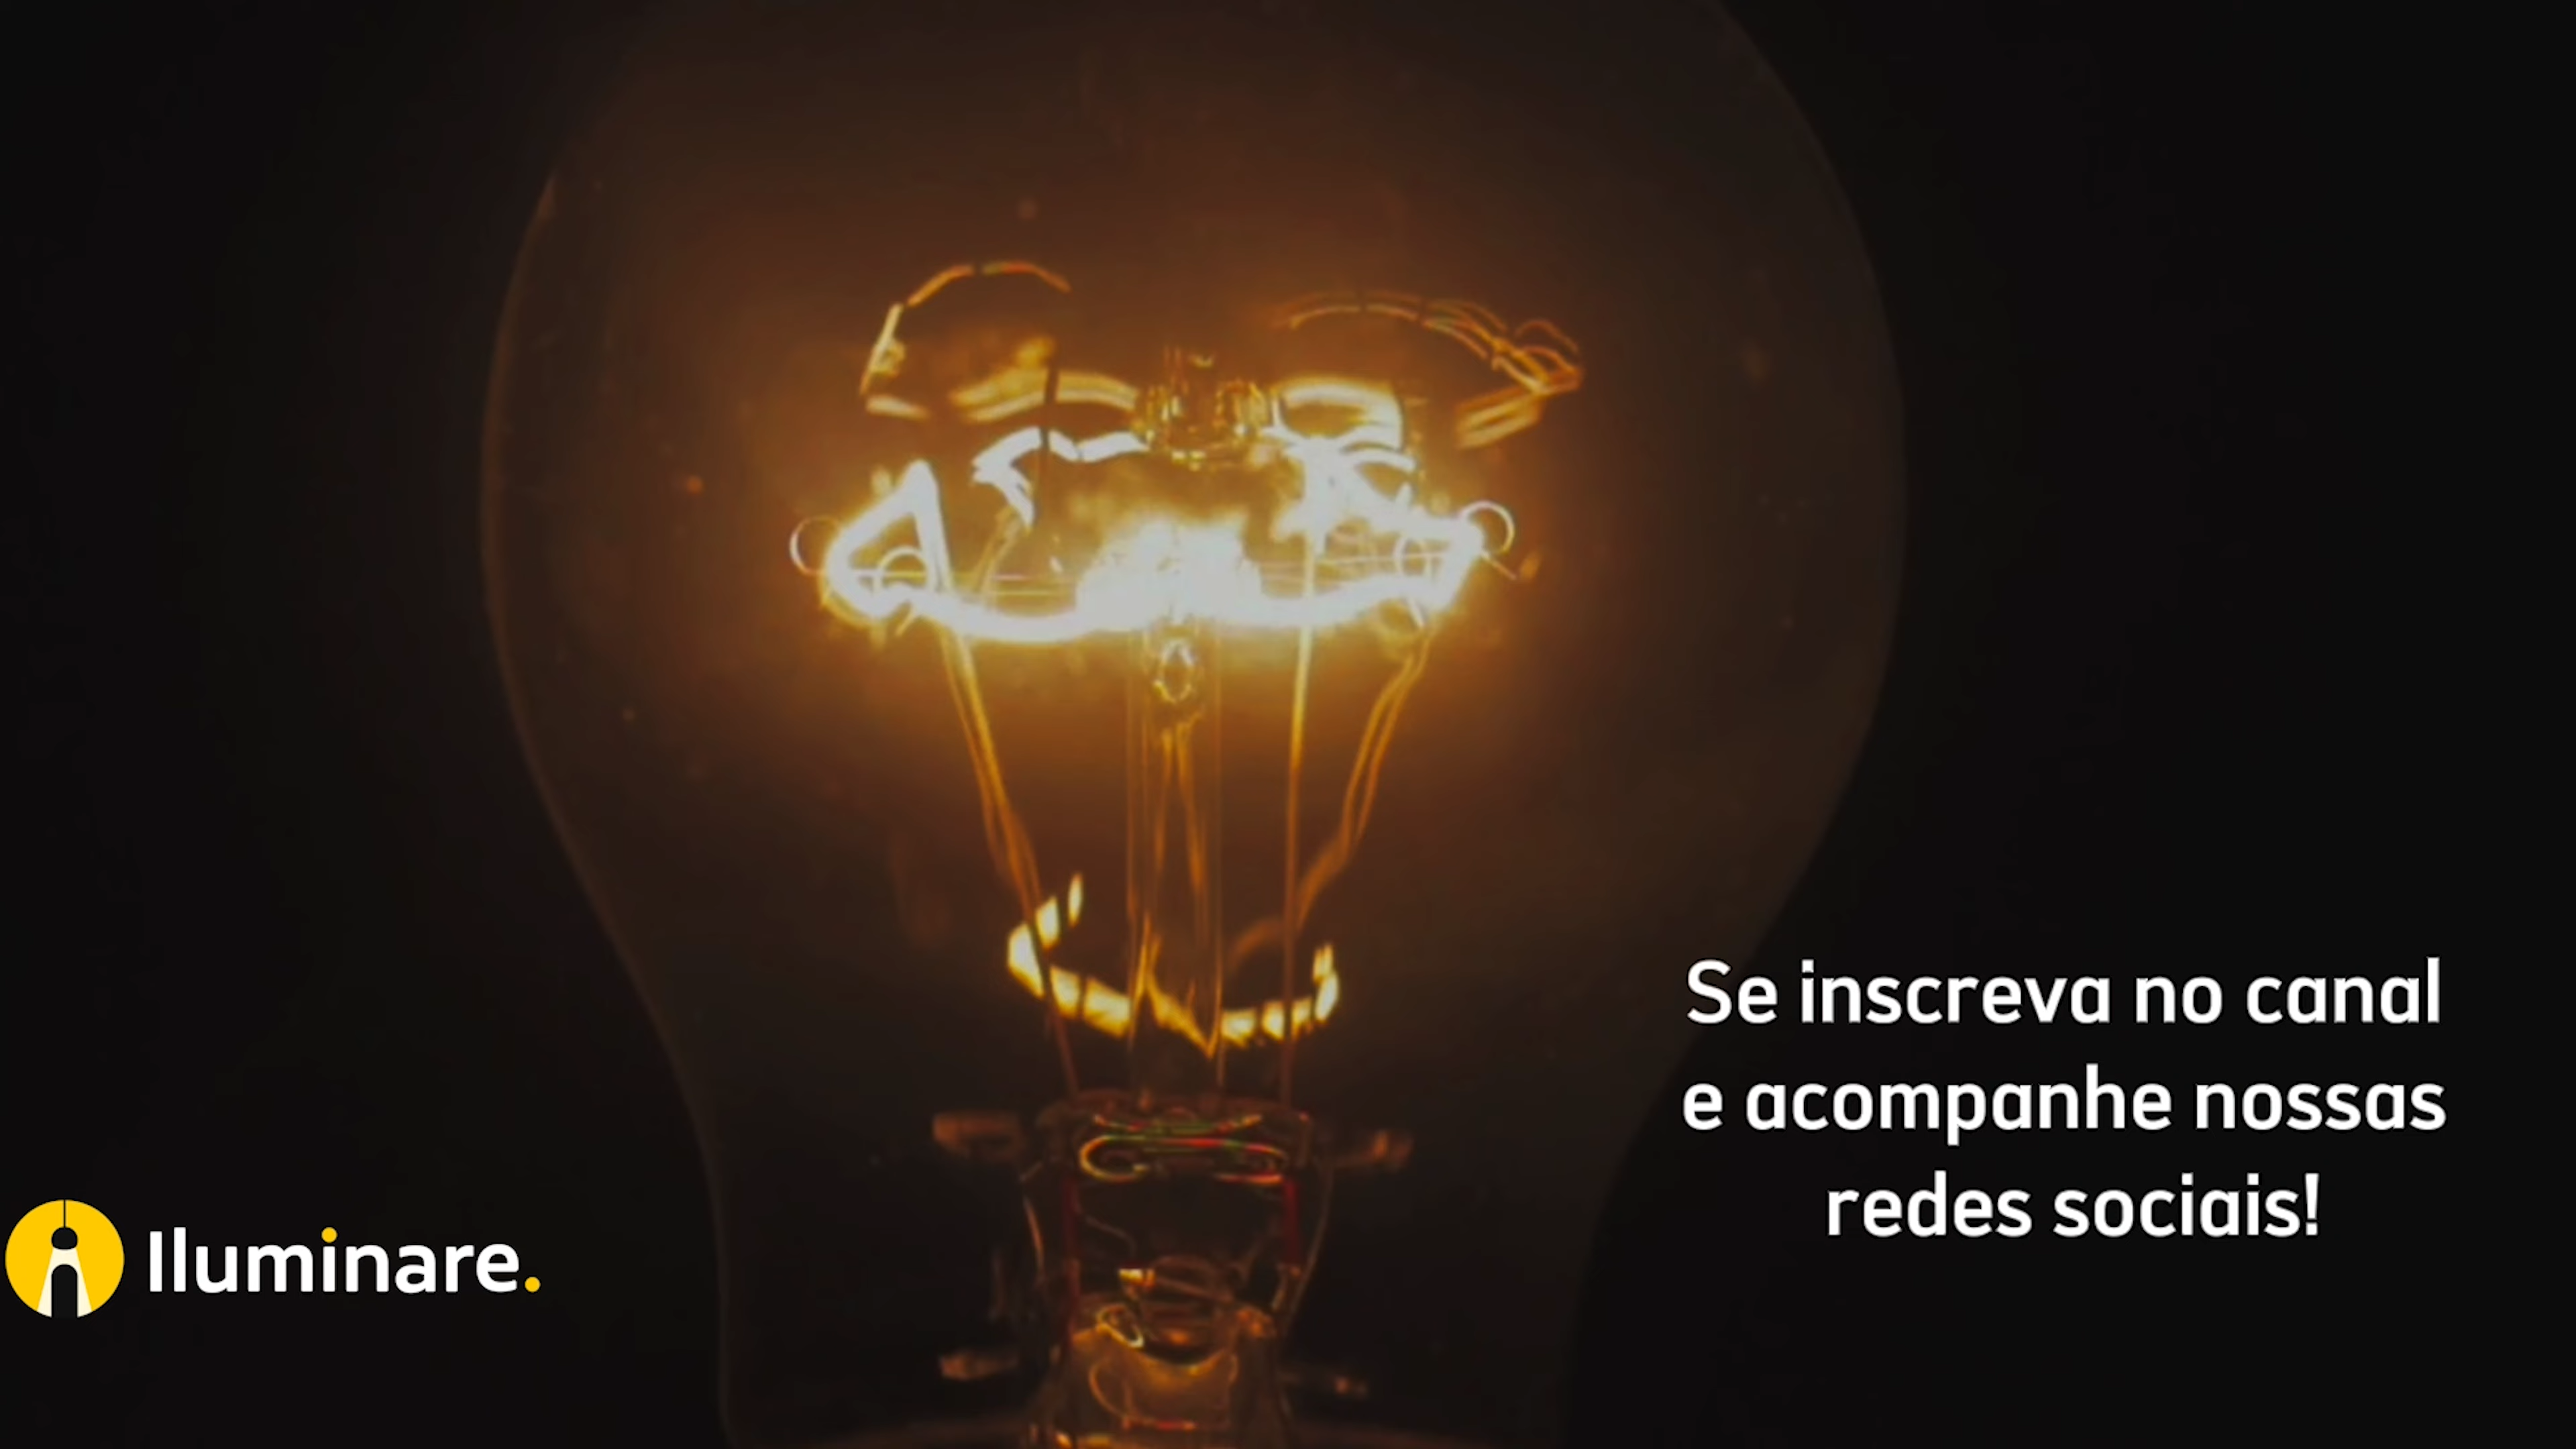 Se inscreva no canal
e acompanhe nossas
redes sociais!
Iluminare.